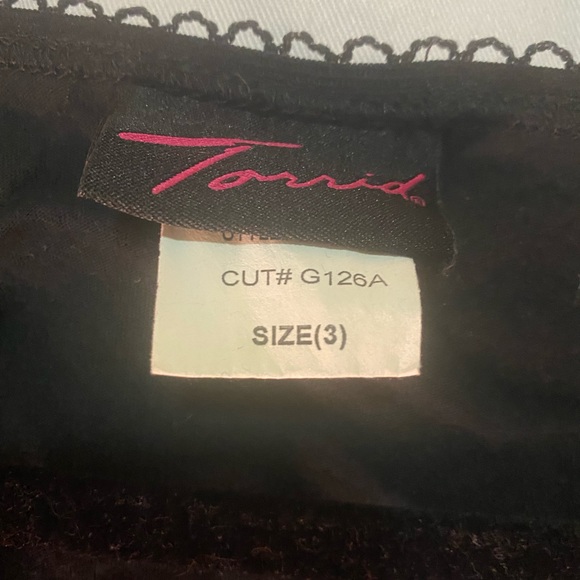 Torrid®
CUT# G126A
SIZE(3)